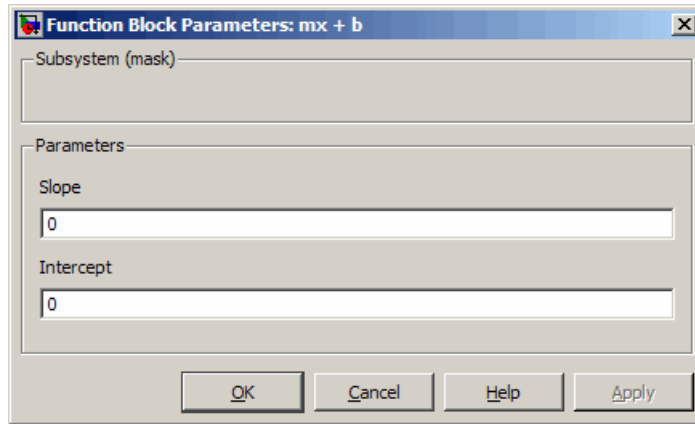 Function Block Parameters: mx + b
Subsystem (mask)
Parameters
Slope
0
Intercept
0
OK Cancel Help Apply